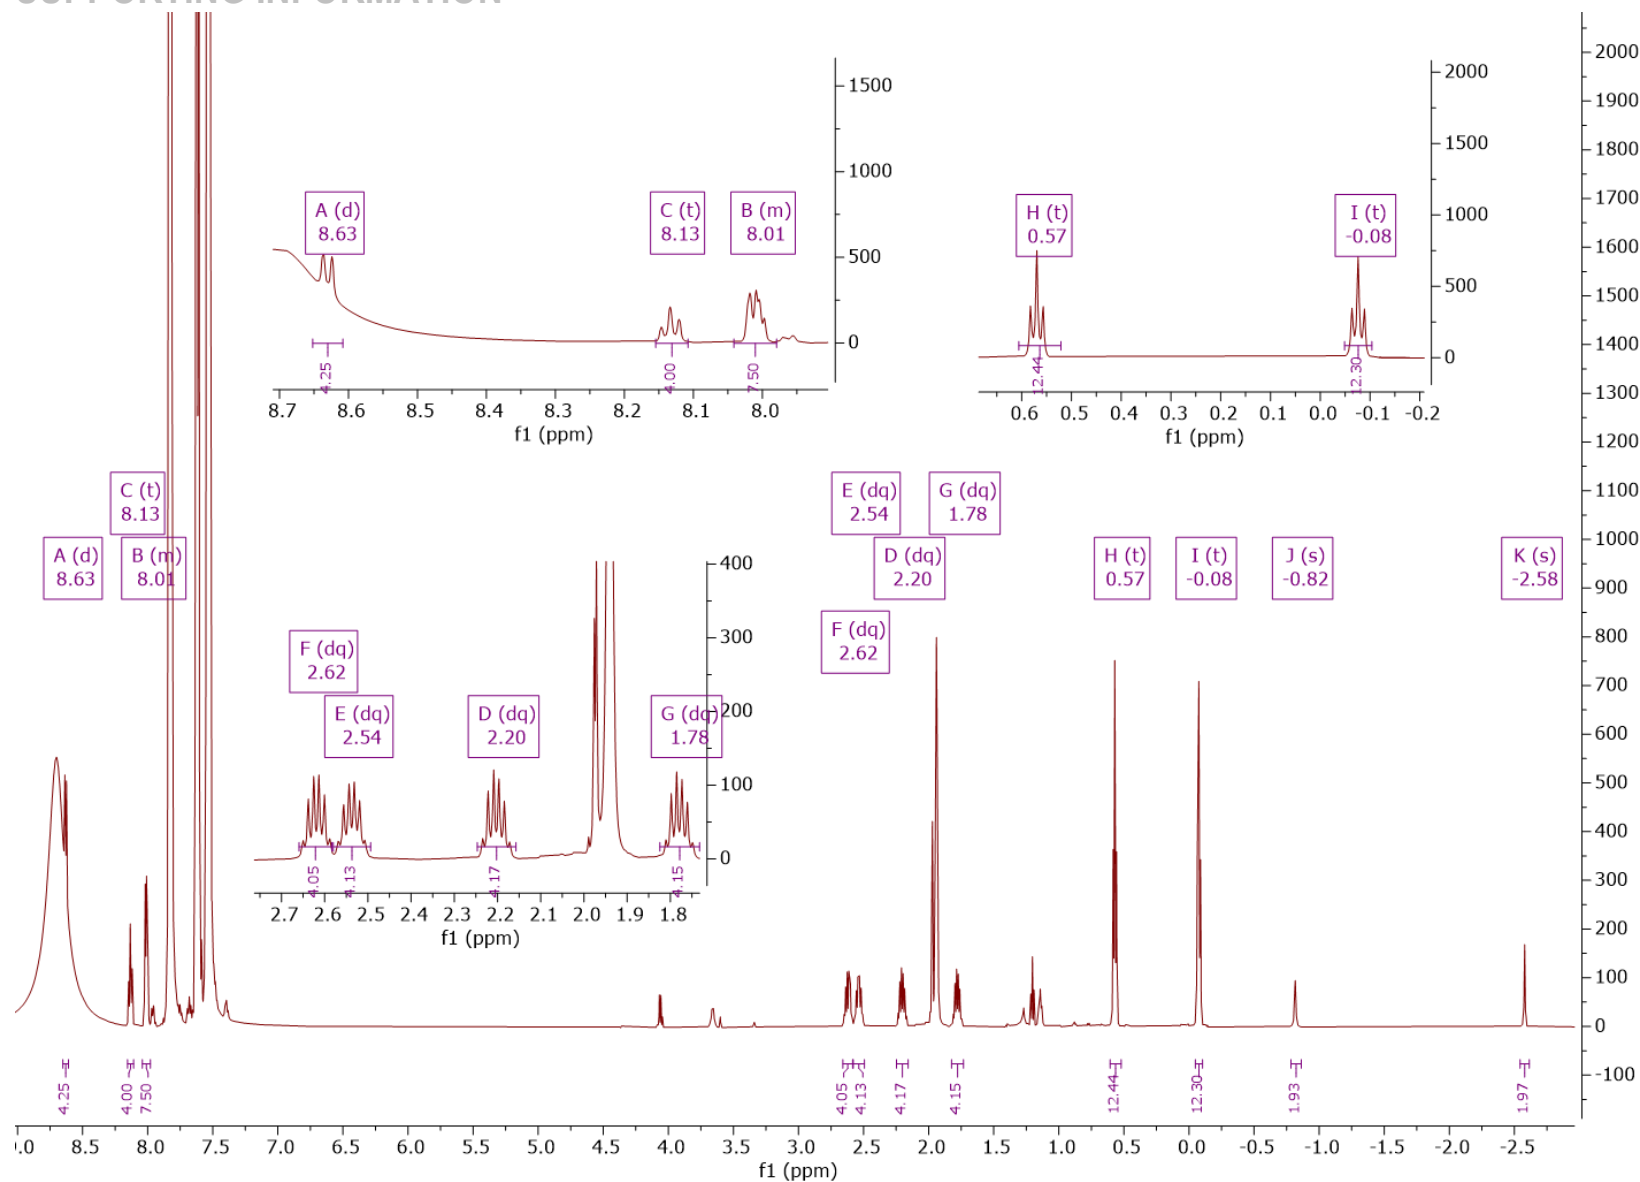 SUPPORTING INFORMATION
A (d)
8.63
C (t)
8.13
B (m)
8.01
1500
1000
500
0
4.25
4.00
7.50
8.7 8.6 8.5 8.4 8.3 8.2 8.1 8.0
f1 (ppm)
H (t)
0.57
I (t)
-0.08
2000
1500
1000
500
0
12.44
12.30
0.6 0.5 0.4 0.3 0.2 0.1 0.0 -0.1 -0.2
f1 (ppm)
C (t)
8.13
A (d)
8.63
B (m)
8.01
E (dq)
2.54
G (dq)
1.78
D (dq)
2.20
F (dq)
2.62
H (t)
0.57
I (t)
-0.08
J (s)
-0.82
K (s)
-2.58
F (dq)
2.62
E (dq)
2.54
D (dq)
2.20
G (dq)
1.78
400
300
200
100
0
4.05
4.13
4.17
4.15
2.7 2.6 2.5 2.4 2.3 2.2 2.1 2.0 1.9 1.8
f1 (ppm)
2000
1900
1800
1700
1600
1500
1400
1300
1200
1100
1000
900
800
700
600
500
400
300
200
100
0
-100
4.25
4.00
7.50
4.05
4.13
4.17
4.15
12.44
12.30
1.93
1.97
.0 8.5 8.0 7.5 7.0 6.5 6.0 5.5 5.0 4.5 4.0 3.5 3.0 2.5 2.0 1.5 1.0 0.5 0.0 -0.5 -1.0 -1.5 -2.0 -2.5
f1 (ppm)